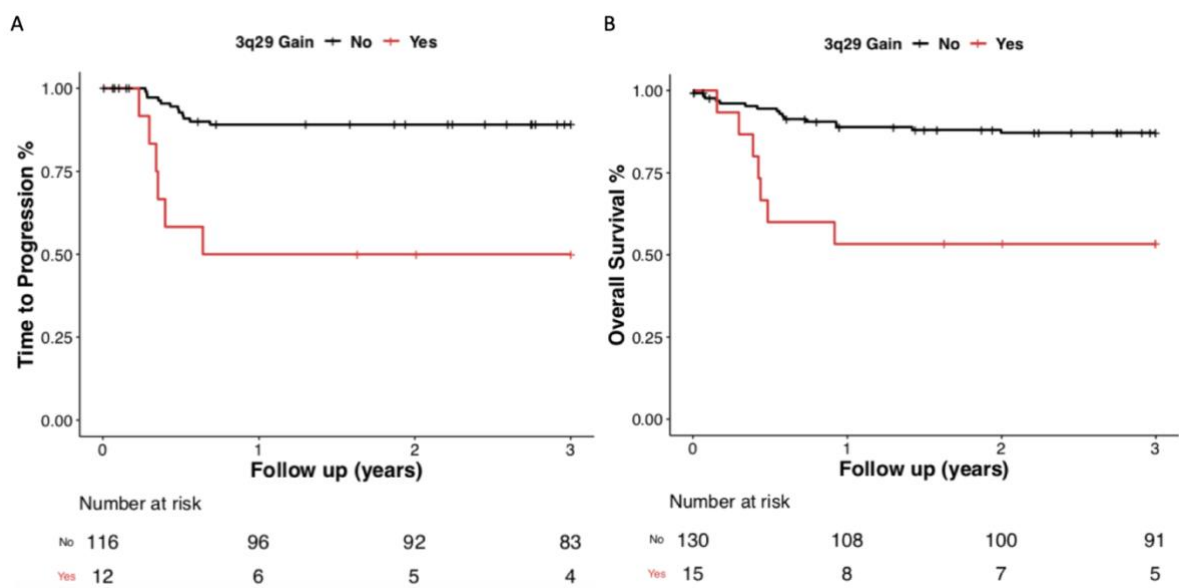 A
3q29 Gain No Yes
1.00
0.75
0.50
0.25
0.00
Time to Progression %
0 1 2 3
Follow up (years)
Number at risk
No 116 96 92 83
Yes 12 6 5 4
B
3q29 Gain No Yes
1.00
0.75
0.50
0.25
0.00
Overall Survival %
0 1 2 3
Follow up (years)
Number at risk
No 130 108 100 91
Yes 15 8 7 5